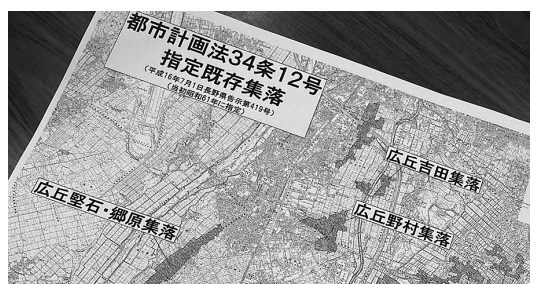 都市計画法34条12号
指定既存集落
(平成16年7月1日長野県告示第419号)
(当初昭和61年に指定)
広丘吉田集落
広丘野村集落
広丘堅石・郷原集落